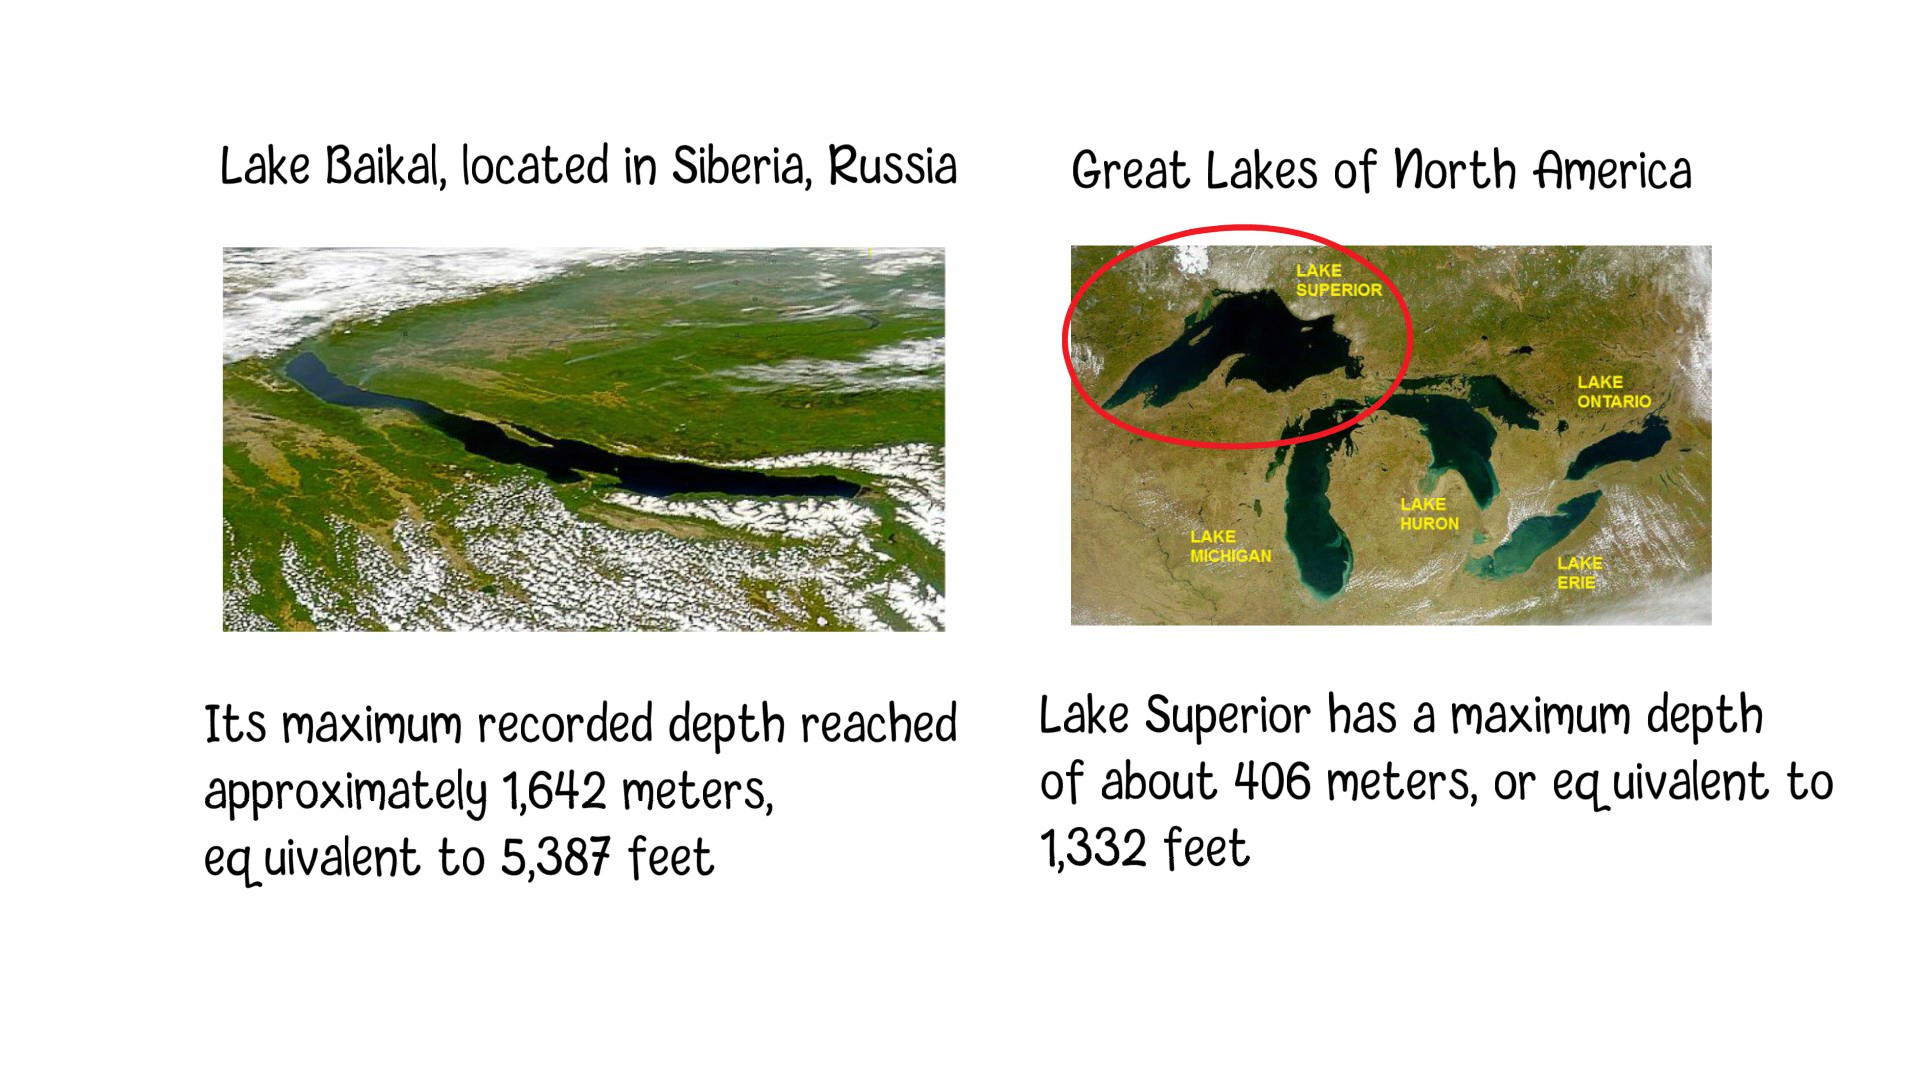 Lake Baikal, located in Siberia, Russia
Its maximum recorded depth reached
approximately 1,642 meters,
equivalent to 5,387 feet
Great Lakes of North America
LAKE
SUPERIOR
LAKE
ONTARIO
LAKE
HURON
LAKE
MICHIGAN
LAKE
ERIE
Lake Superior has a maximum depth
of about 406 meters, or equivalent to
1,332 feet